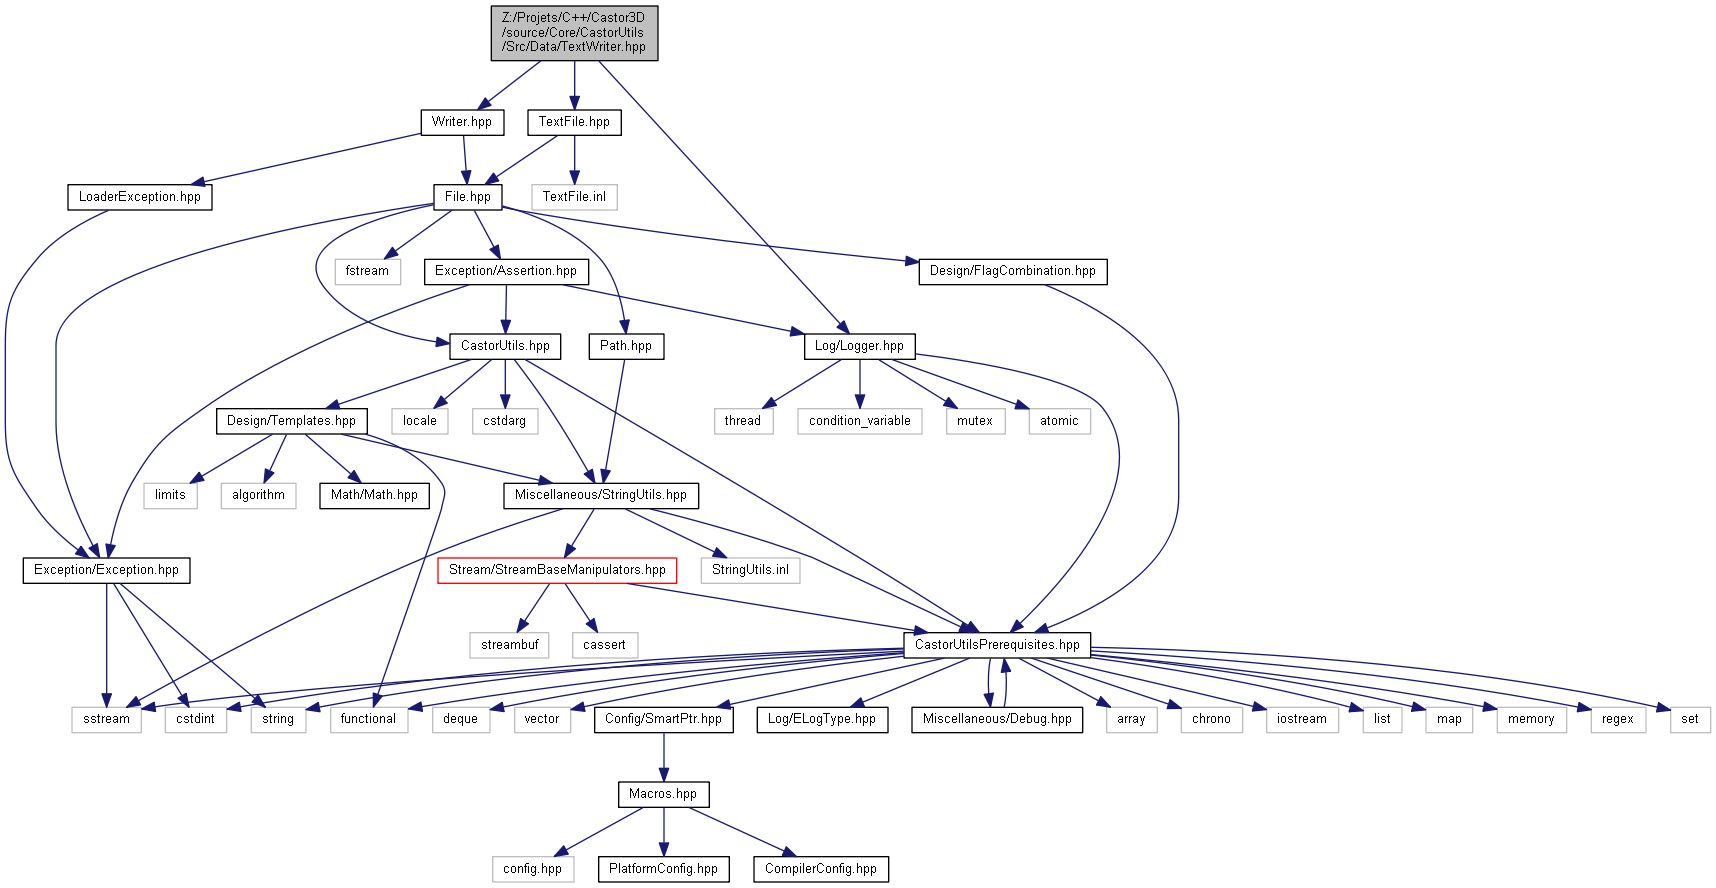 Z:/Projets/C++/Castor3D
/source/Core/CastorUtils
/Src/Data/TextWriter.hpp
Writer.hpp
TextFile.hpp
LoaderException.hpp
File.hpp
TextFile.inl
fstream
Exception/Assertion.hpp
Design/FlagCombination.hpp
CastorUtils.hpp
Path.hpp
Log/Logger.hpp
Design/Templates.hpp
locale
cstdarg
thread
condition_variable
mutex
atomic
limits
algorithm
Math/Math.hpp
Miscellaneous/StringUtils.hpp
Exception/Exception.hpp
Stream/StreamBaseManipulators.hpp
StringUtils.inl
streambuf
cassert
CastorUtilsPrerequisites.hpp
sstream
cstdint
string
functional
deque
vector
Config/SmartPtr.hpp
Log/ELogType.hpp
Miscellaneous/Debug.hpp
array
chrono
iostream
list
map
memory
regex
set
Macros.hpp
config.hpp
PlatformConfig.hpp
CompilerConfig.hpp